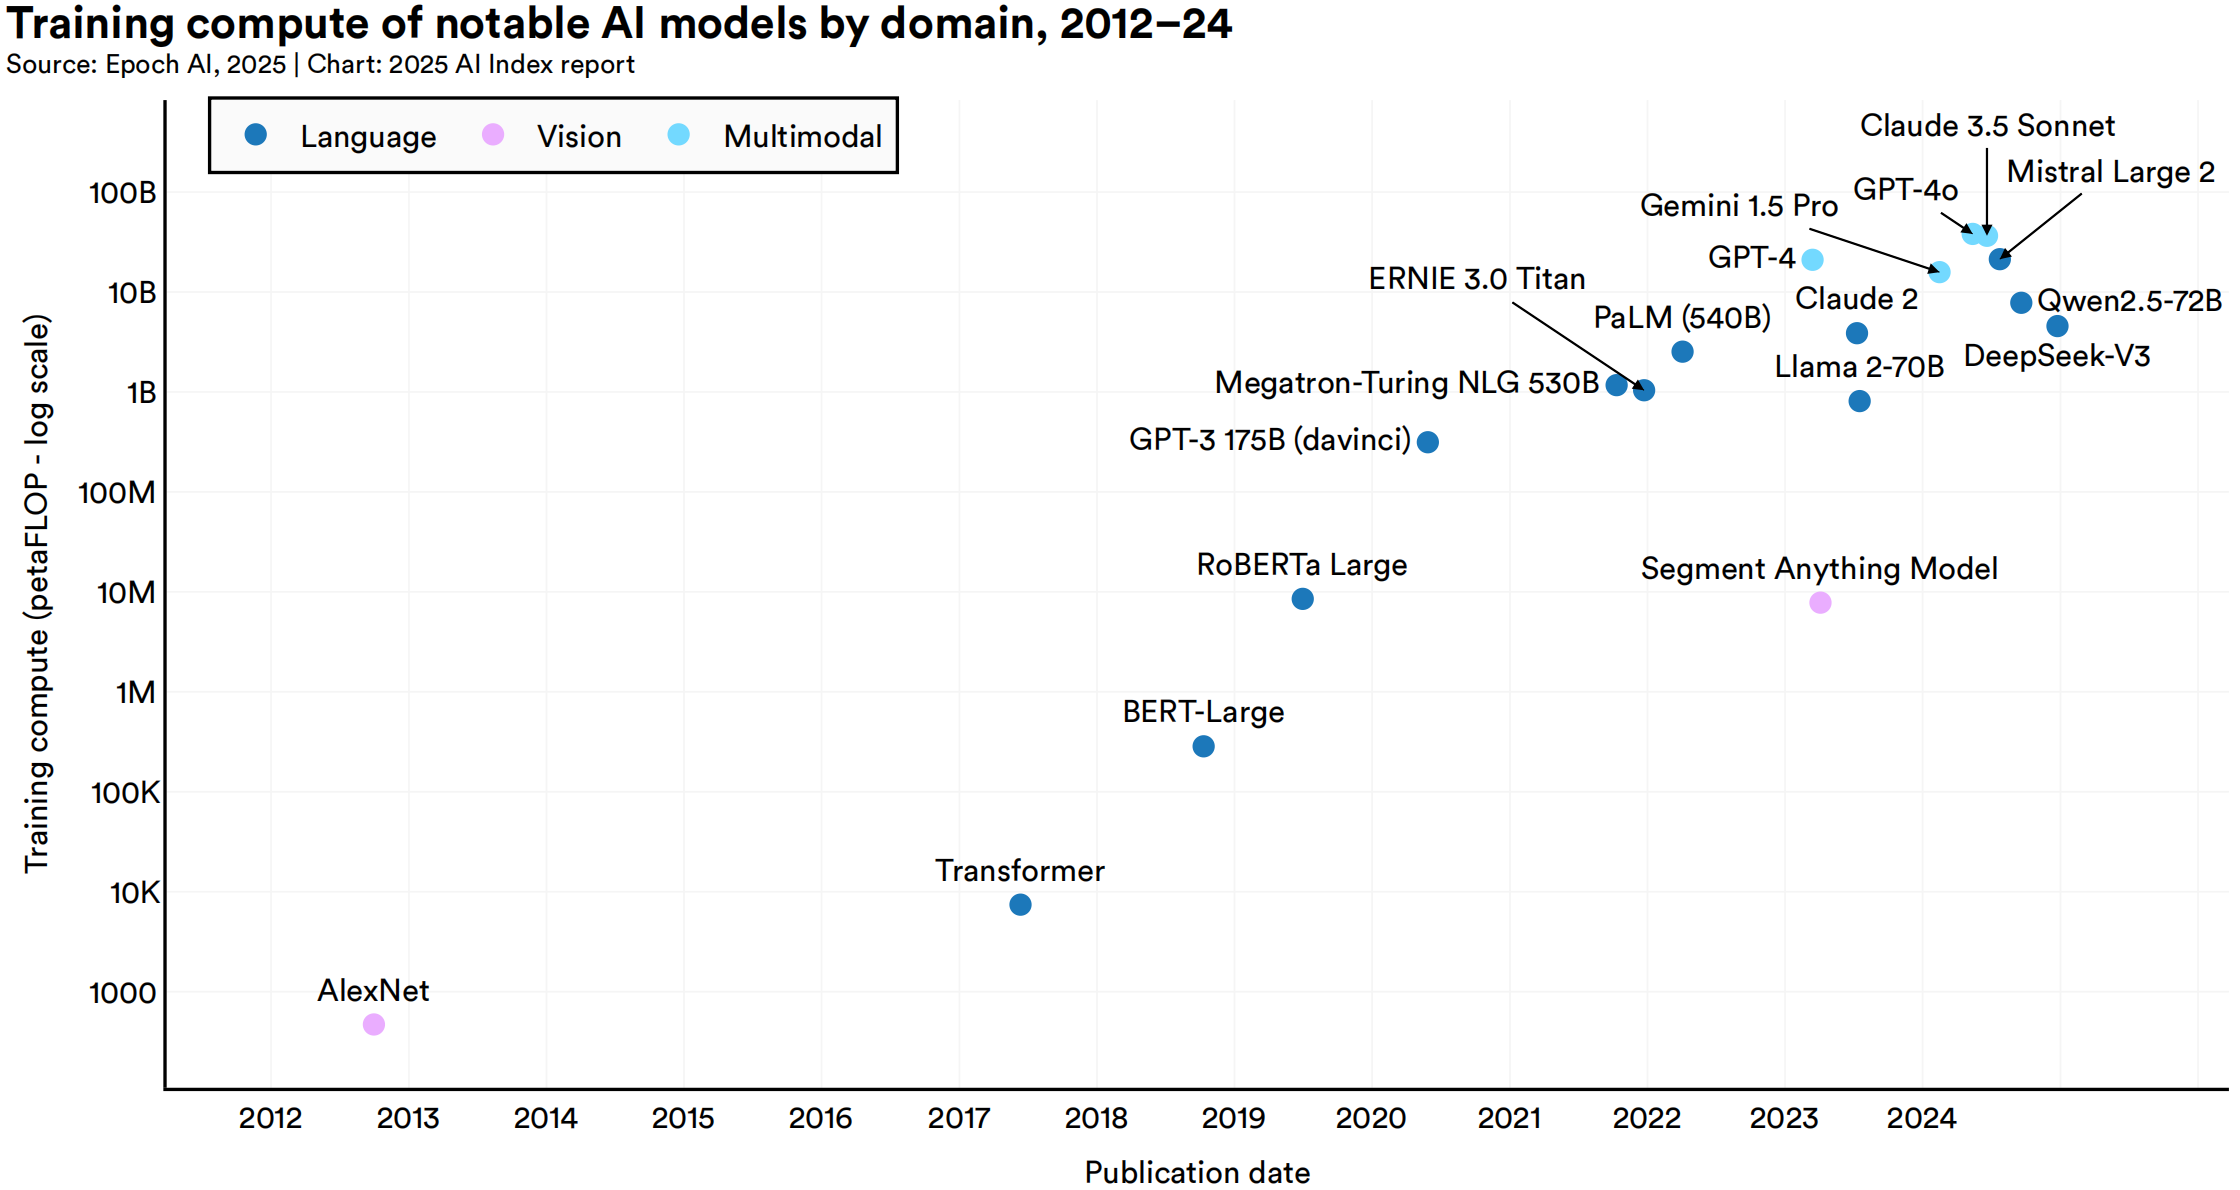 Training compute of notable AI models by domain, 2012–24
Source: Epoch AI, 2025 | Chart: 2025 AI Index report
Language
Vision
Multimodal
Training compute (petaFLOP - log scale)
100B
10B
1B
100M
10M
1M
100K
10K
1000
Claude 3.5 Sonnet
Mistral Large 2
GPT-4o
Gemini 1.5 Pro
GPT-4
ERNIE 3.0 Titan
Claude 2
Qwen2.5-72B
PaLM (540B)
DeepSeek-V3
Llama 2-70B
Megatron-Turing NLG 530B
GPT-3 175B (davinci)
RoBERTa Large
Segment Anything Model
BERT-Large
Transformer
AlexNet
2012
2013
2014
2015
2016
2017
2018
2019
2020
2021
2022
2023
2024
Publication date